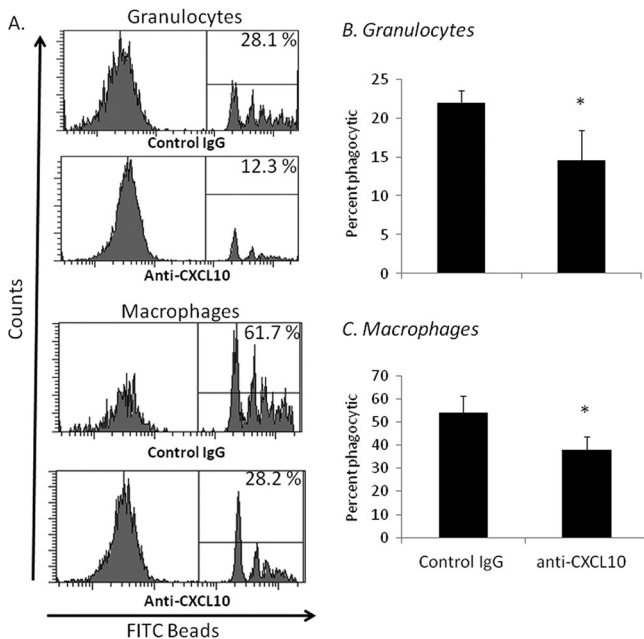 A.
Granulocytes
28.1 %
Control IgG
12.3 %
Anti-CXCL10
Macrophages
61.7 %
Control IgG
28.2 %
Anti-CXCL10
Counts
FITC Beads
B. Granulocytes
Percent phagocytic
25
20
15
10
5
0
*
C. Macrophages
Percent phagocytic
70
60
50
40
30
20
10
0
*
Control IgG anti-CXCL10